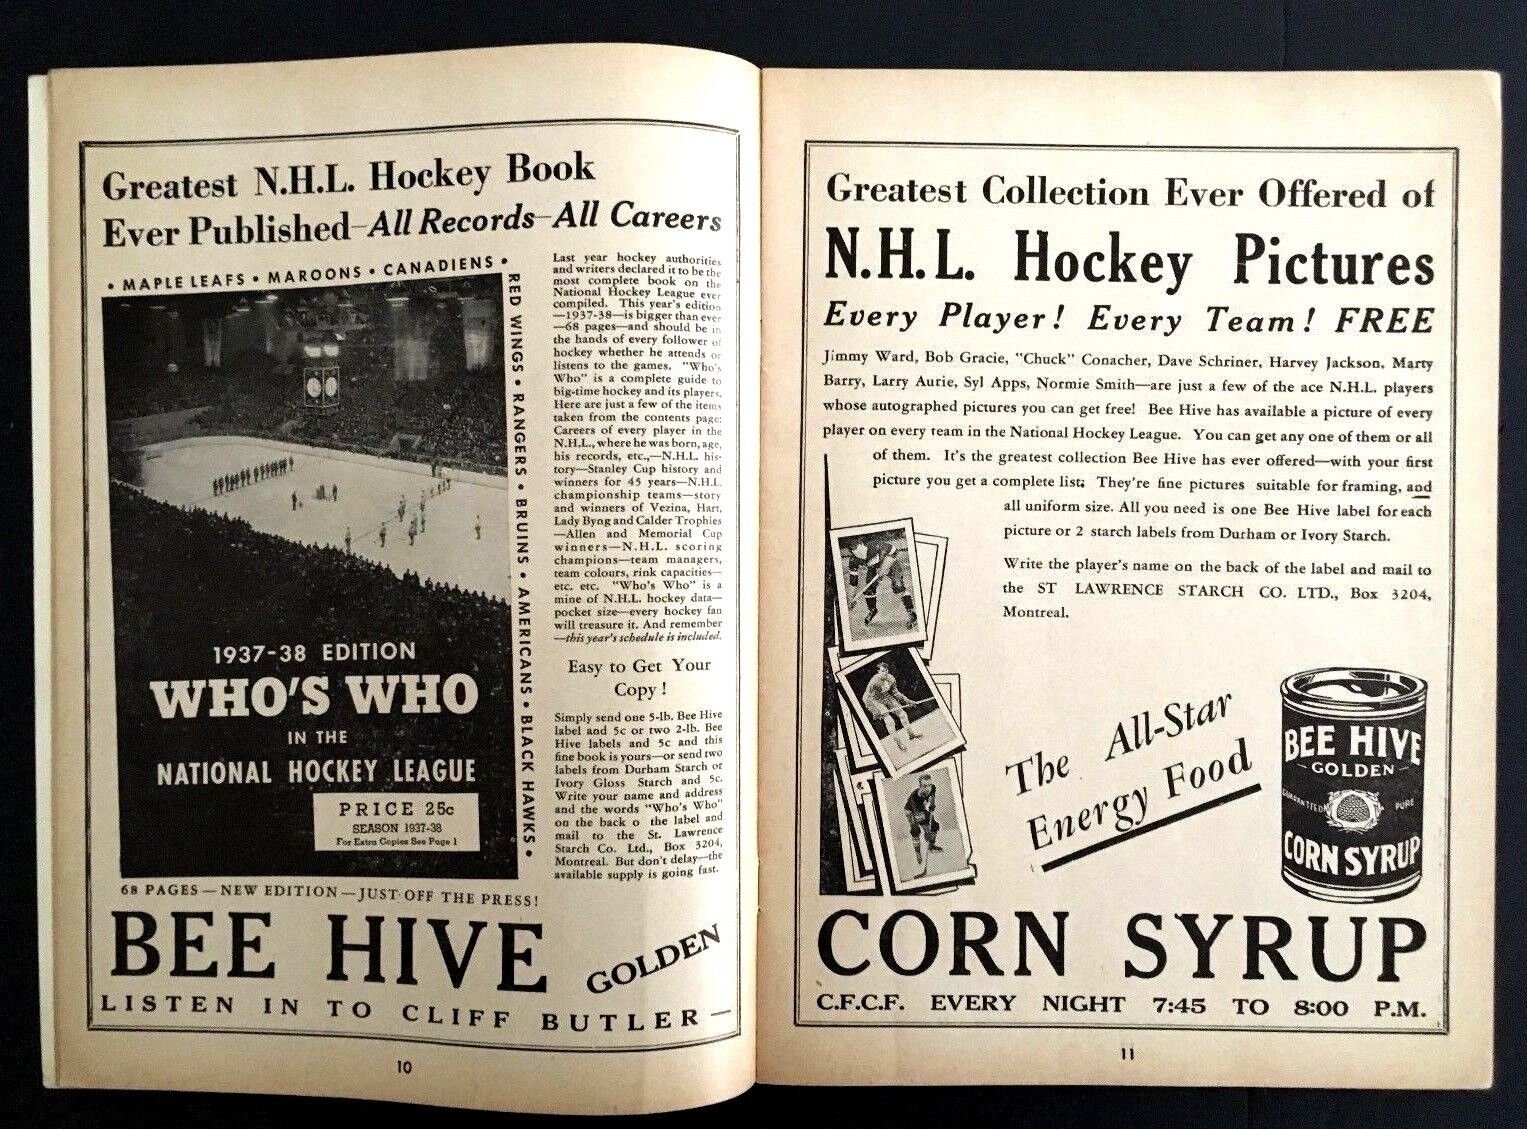 Greatest N.H.L. Hockey Book
Ever Published—All Records—All Careers
• MAPLE LEAFS • MAROONS • CANADIENS •
RED WINGS • RANGERS • BRUINS • AMERICANS • BLACK HAWKS •
1937-38 EDITION
WHO'S WHO
IN THE
NATIONAL HOCKEY LEAGUE
PRICE 25c
SEASON 1937-38
For Extra Copies See Page 1
68 PAGES—NEW EDITION—JUST OFF THE PRESS!
Last year hockey authorities
and writers declared it to be the
most complete book on the
National Hockey League ever
compiled. This year's edition
—1937-38—is bigger than ever
—68 pages—and should be in
the hands of every follower of
hockey whether he attends or
listens to the games. "Who's
Who" is a complete guide to
big-time hockey and its players.
Here are just a few of the items
taken from the contents page:
Careers of every player in the
N.H.L., where he was born, age,
his records, etc.,—N.H.L. his-
tory—Stanley Cup history and
winners for 45 years—N.H.L.
championship teams—story
and winners of Vezina, Hart,
Lady Byng and Calder Trophies
—Allen and Memorial Cup
winners—N.H.L. scoring
champions—team managers,
team colours, rink capacities—
etc. etc. "Who's Who" is a
mine of N.H.L. hockey data—
pocket size—every hockey fan
will treasure it. And remember
—this year's schedule is included.
Easy to Get Your
Copy!
Simply send one 5-lb. Bee Hive
label and 5c or two 2-lb. Bee
Hive labels and 5c and this
fine book is yours—or send two
labels from Durham Starch or
Ivory Gloss Starch and 5c.
Write your name and address
and the words "Who's Who"
on the back o the label and
mail to the St. Lawrence
Starch Co. Ltd., Box 3204,
Montreal. But don't delay—the
available supply is going fast.
BEE HIVE GOLDEN
LISTEN IN TO CLIFF BUTLER—
10
Greatest Collection Ever Offered of
N.H.L. Hockey Pictures
Every Player! Every Team! FREE
Jimmy Ward, Bob Gracie, "Chuck" Conacher, Dave Schriner, Harvey Jackson, Marty
Barry, Larry Aurie, Syl Apps, Normie Smith—are just a few of the ace N.H.L. players
whose autographed pictures you can get free! Bee Hive has available a picture of every
player on every team in the National Hockey League. You can get any one of them or all
of them. It's the greatest collection Bee Hive has ever offered—with your first
picture you get a complete list. They're fine pictures suitable for framing, and
all uniform size. All you need is one Bee Hive label for each
picture or 2 starch labels from Durham or Ivory Starch.
Write the player's name on the back of the label and mail to
the ST LAWRENCE STARCH CO. LTD., Box 3204,
Montreal.
The All-Star
Energy Food
BEE HIVE
GOLDEN
GUARANTEED PURE
CORN SYRUP
CORN SYRUP
C.F.C.F. EVERY NIGHT 7:45 TO 8:00 P.M.
11